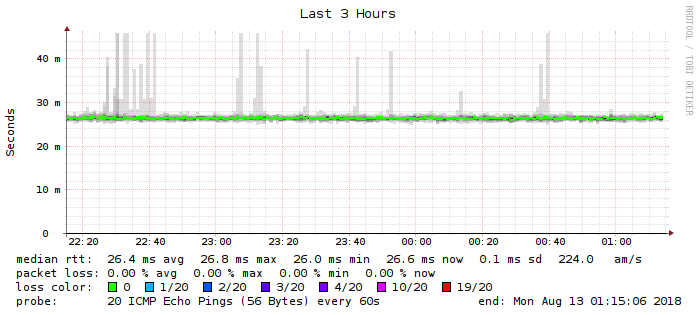 Last 3 Hours
RRDTOOL / TOBI OETIKER
Seconds
40 m
30 m
20 m
10 m
0
22:20 22:40 23:00 23:20 23:40 00:00 00:20 00:40 01:00
median rtt: 26.4 ms avg 26.8 ms max 26.0 ms min 26.6 ms now 0.1 ms sd 224.0 am/s
packet loss: 0.00 % avg 0.00 % max 0.00 % min 0.00 % now
loss color: 0 1/20 2/20 3/20 4/20 10/20 19/20
probe: 20 ICMP Echo Pings (56 Bytes) every 60s end: Mon Aug 13 01:15:06 2018